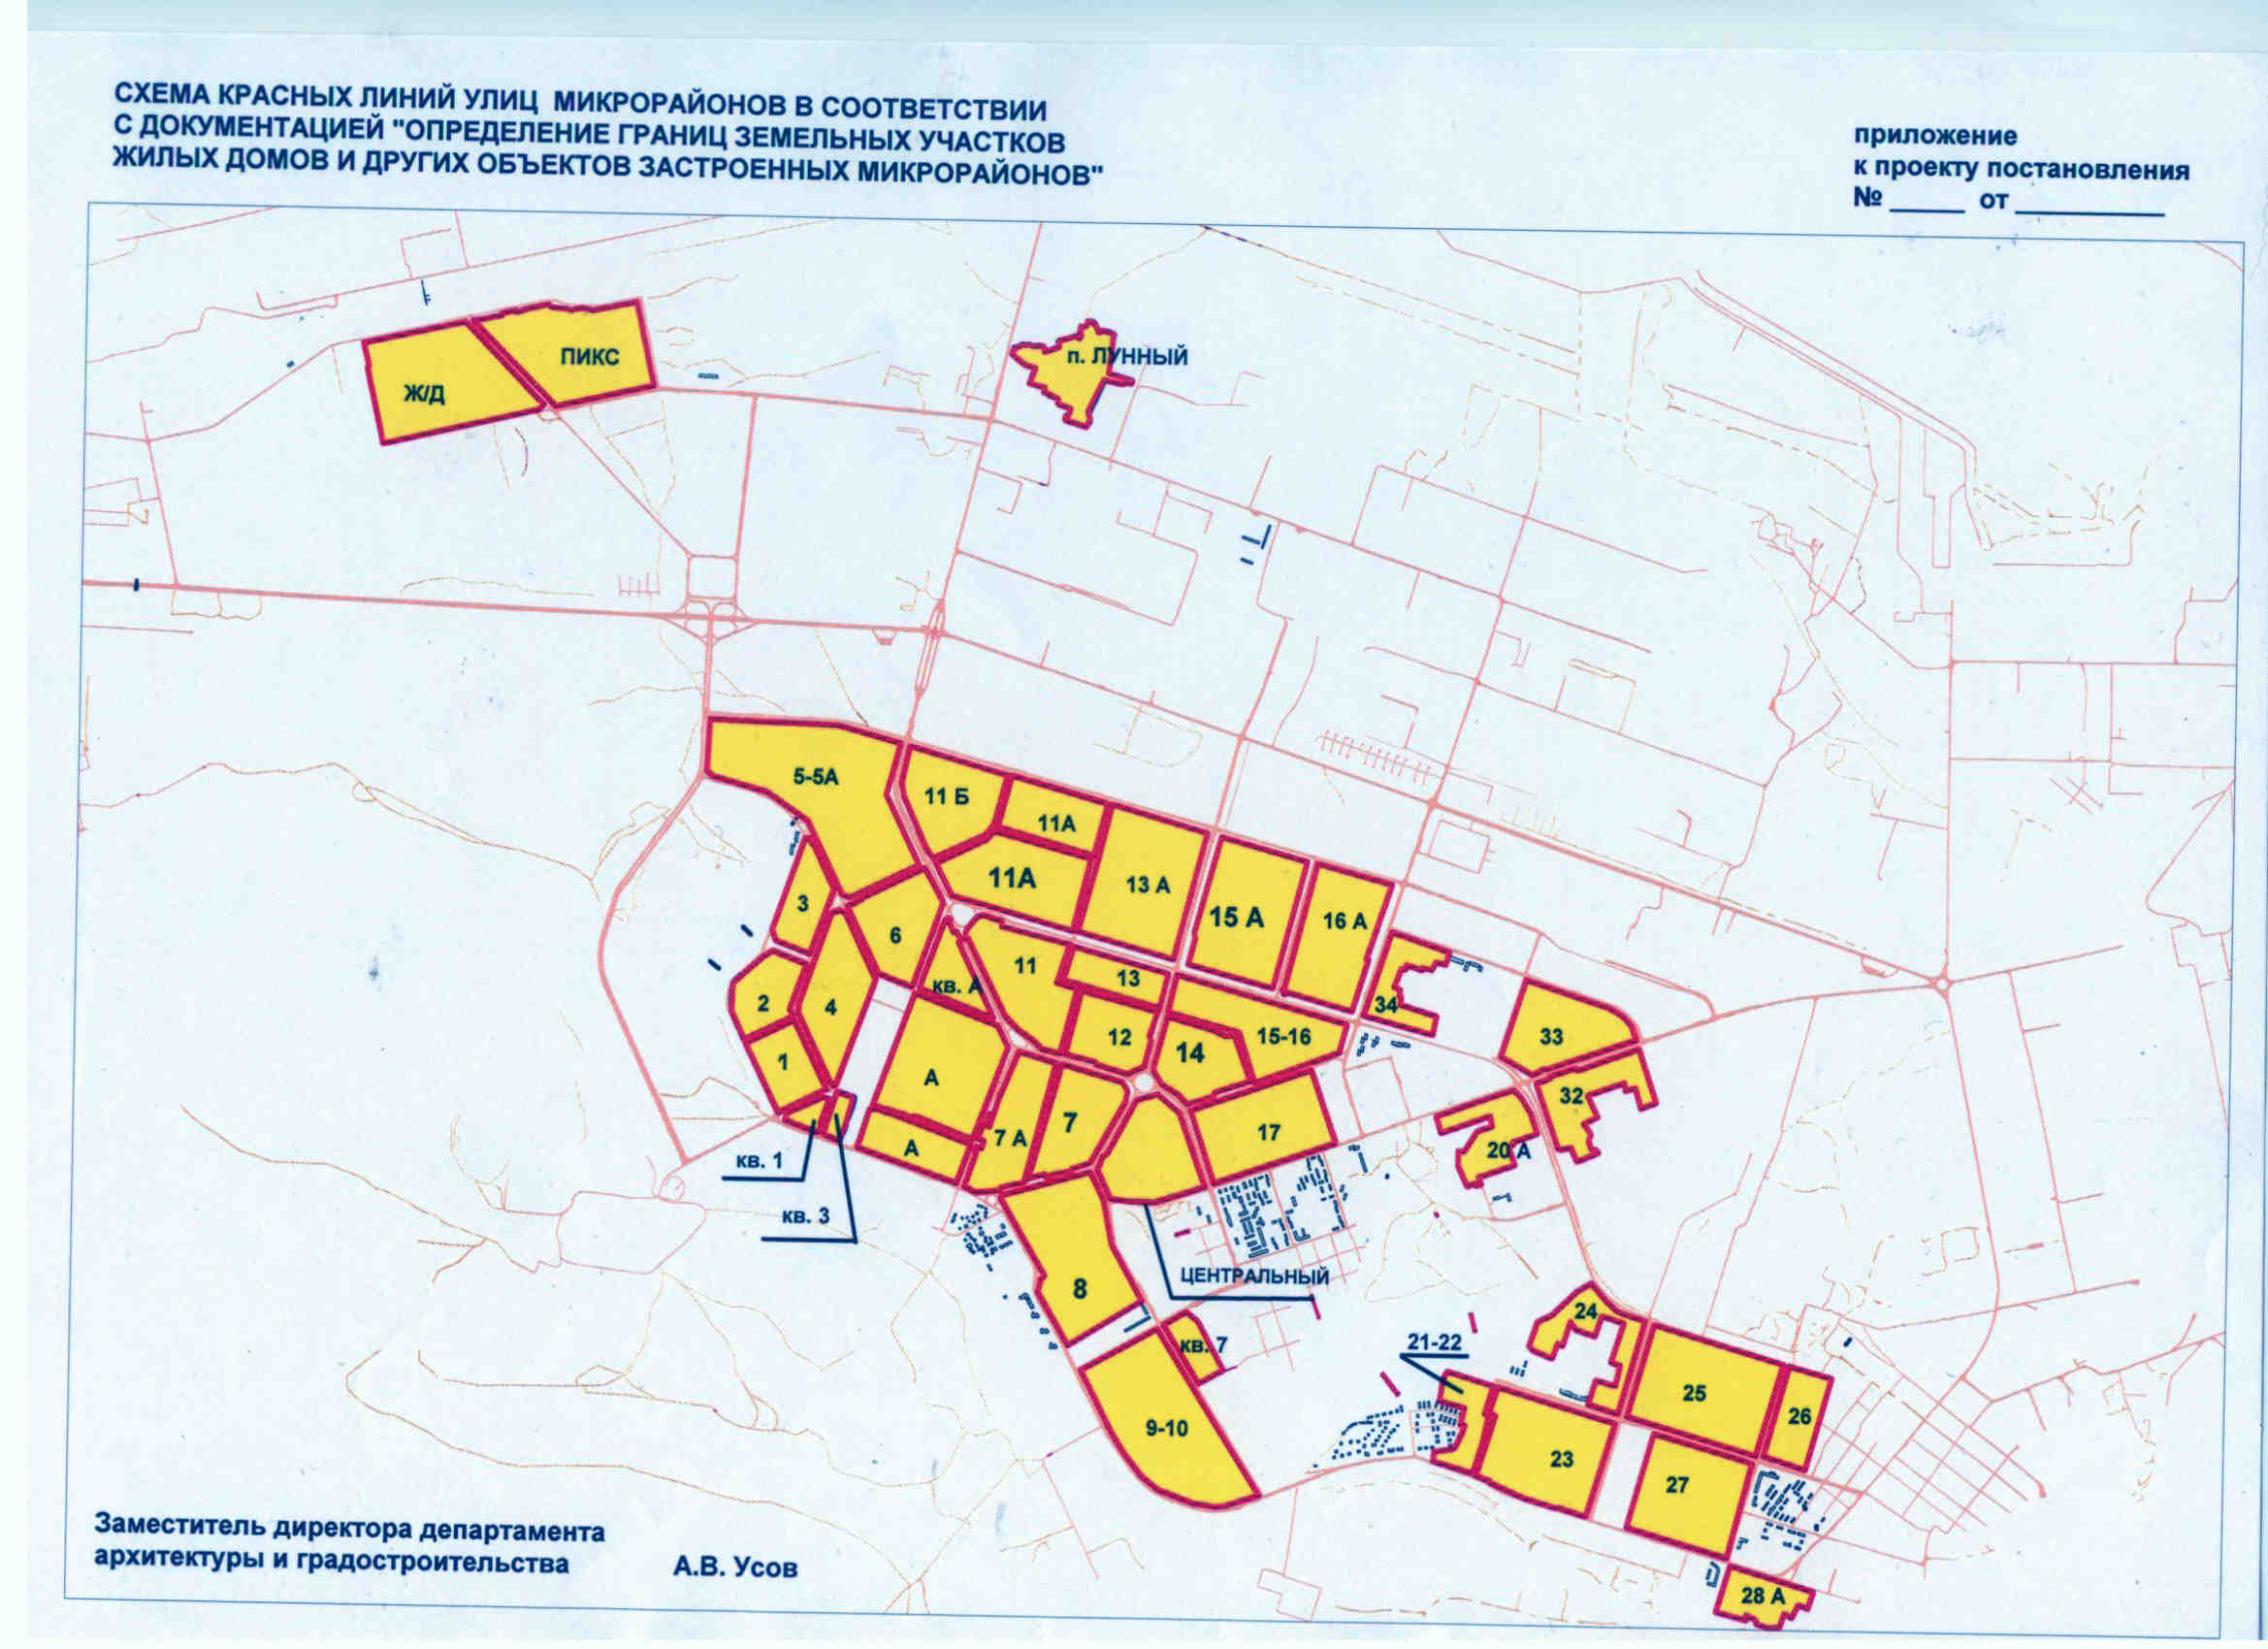 СХЕМА КРАСНЫХ ЛИНИЙ УЛИЦ МИКРОРАЙОНОВ В СООТВЕТСТВИИ
С ДОКУМЕНТАЦИЕЙ "ОПРЕДЕЛЕНИЕ ГРАНИЦ ЗЕМЕЛЬНЫХ УЧАСТКОВ
ЖИЛЫХ ДОМОВ И ДРУГИХ ОБЪЕКТОВ ЗАСТРОЕННЫХ МИКРОРАЙОНОВ"
приложение
к проекту постановления
№ _____ от __________
ПИКС
п. ЛУННЫЙ
Ж/Д
5-5А
11 Б
11А
11А
13 А
15 А
16 А
3
6
11
13
кв. А
2
4
34
12
14
15-16
33
1
А
32
7
17
7 А
А
20 А
кв. 1
кв. 3
8
ЦЕНТРАЛЬНЫЙ
24
кв. 7
21-22
25
26
9-10
23
27
28 А
Заместитель директора департамента
архитектуры и градостроительства
А.В. Усов